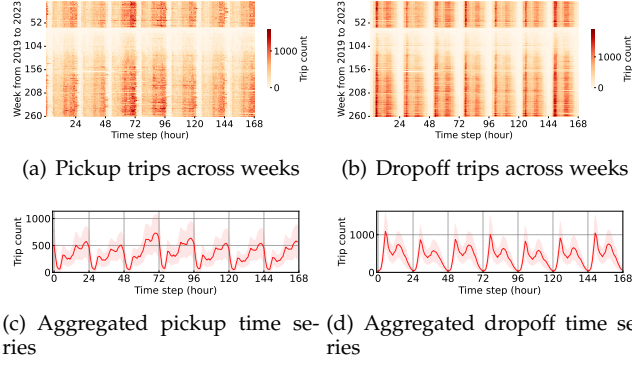 Week from 2019 to 2023
52
104
156
208
260
24 48 72 96 120 144 168
Time step (hour)
1000
0
Trip count
(a) Pickup trips across weeks
Week from 2019 to 2023
52
104
156
208
260
24 48 72 96 120 144 168
Time step (hour)
1000
0
Trip count
(b) Dropoff trips across weeks
Trip count
1000
500
0
0 24 48 72 96 120 144 168
Time step (hour)
(c) Aggregated pickup time se-
ries
Trip count
1000
0
0 24 48 72 96 120 144 168
Time step (hour)
(d) Aggregated dropoff time se
ries